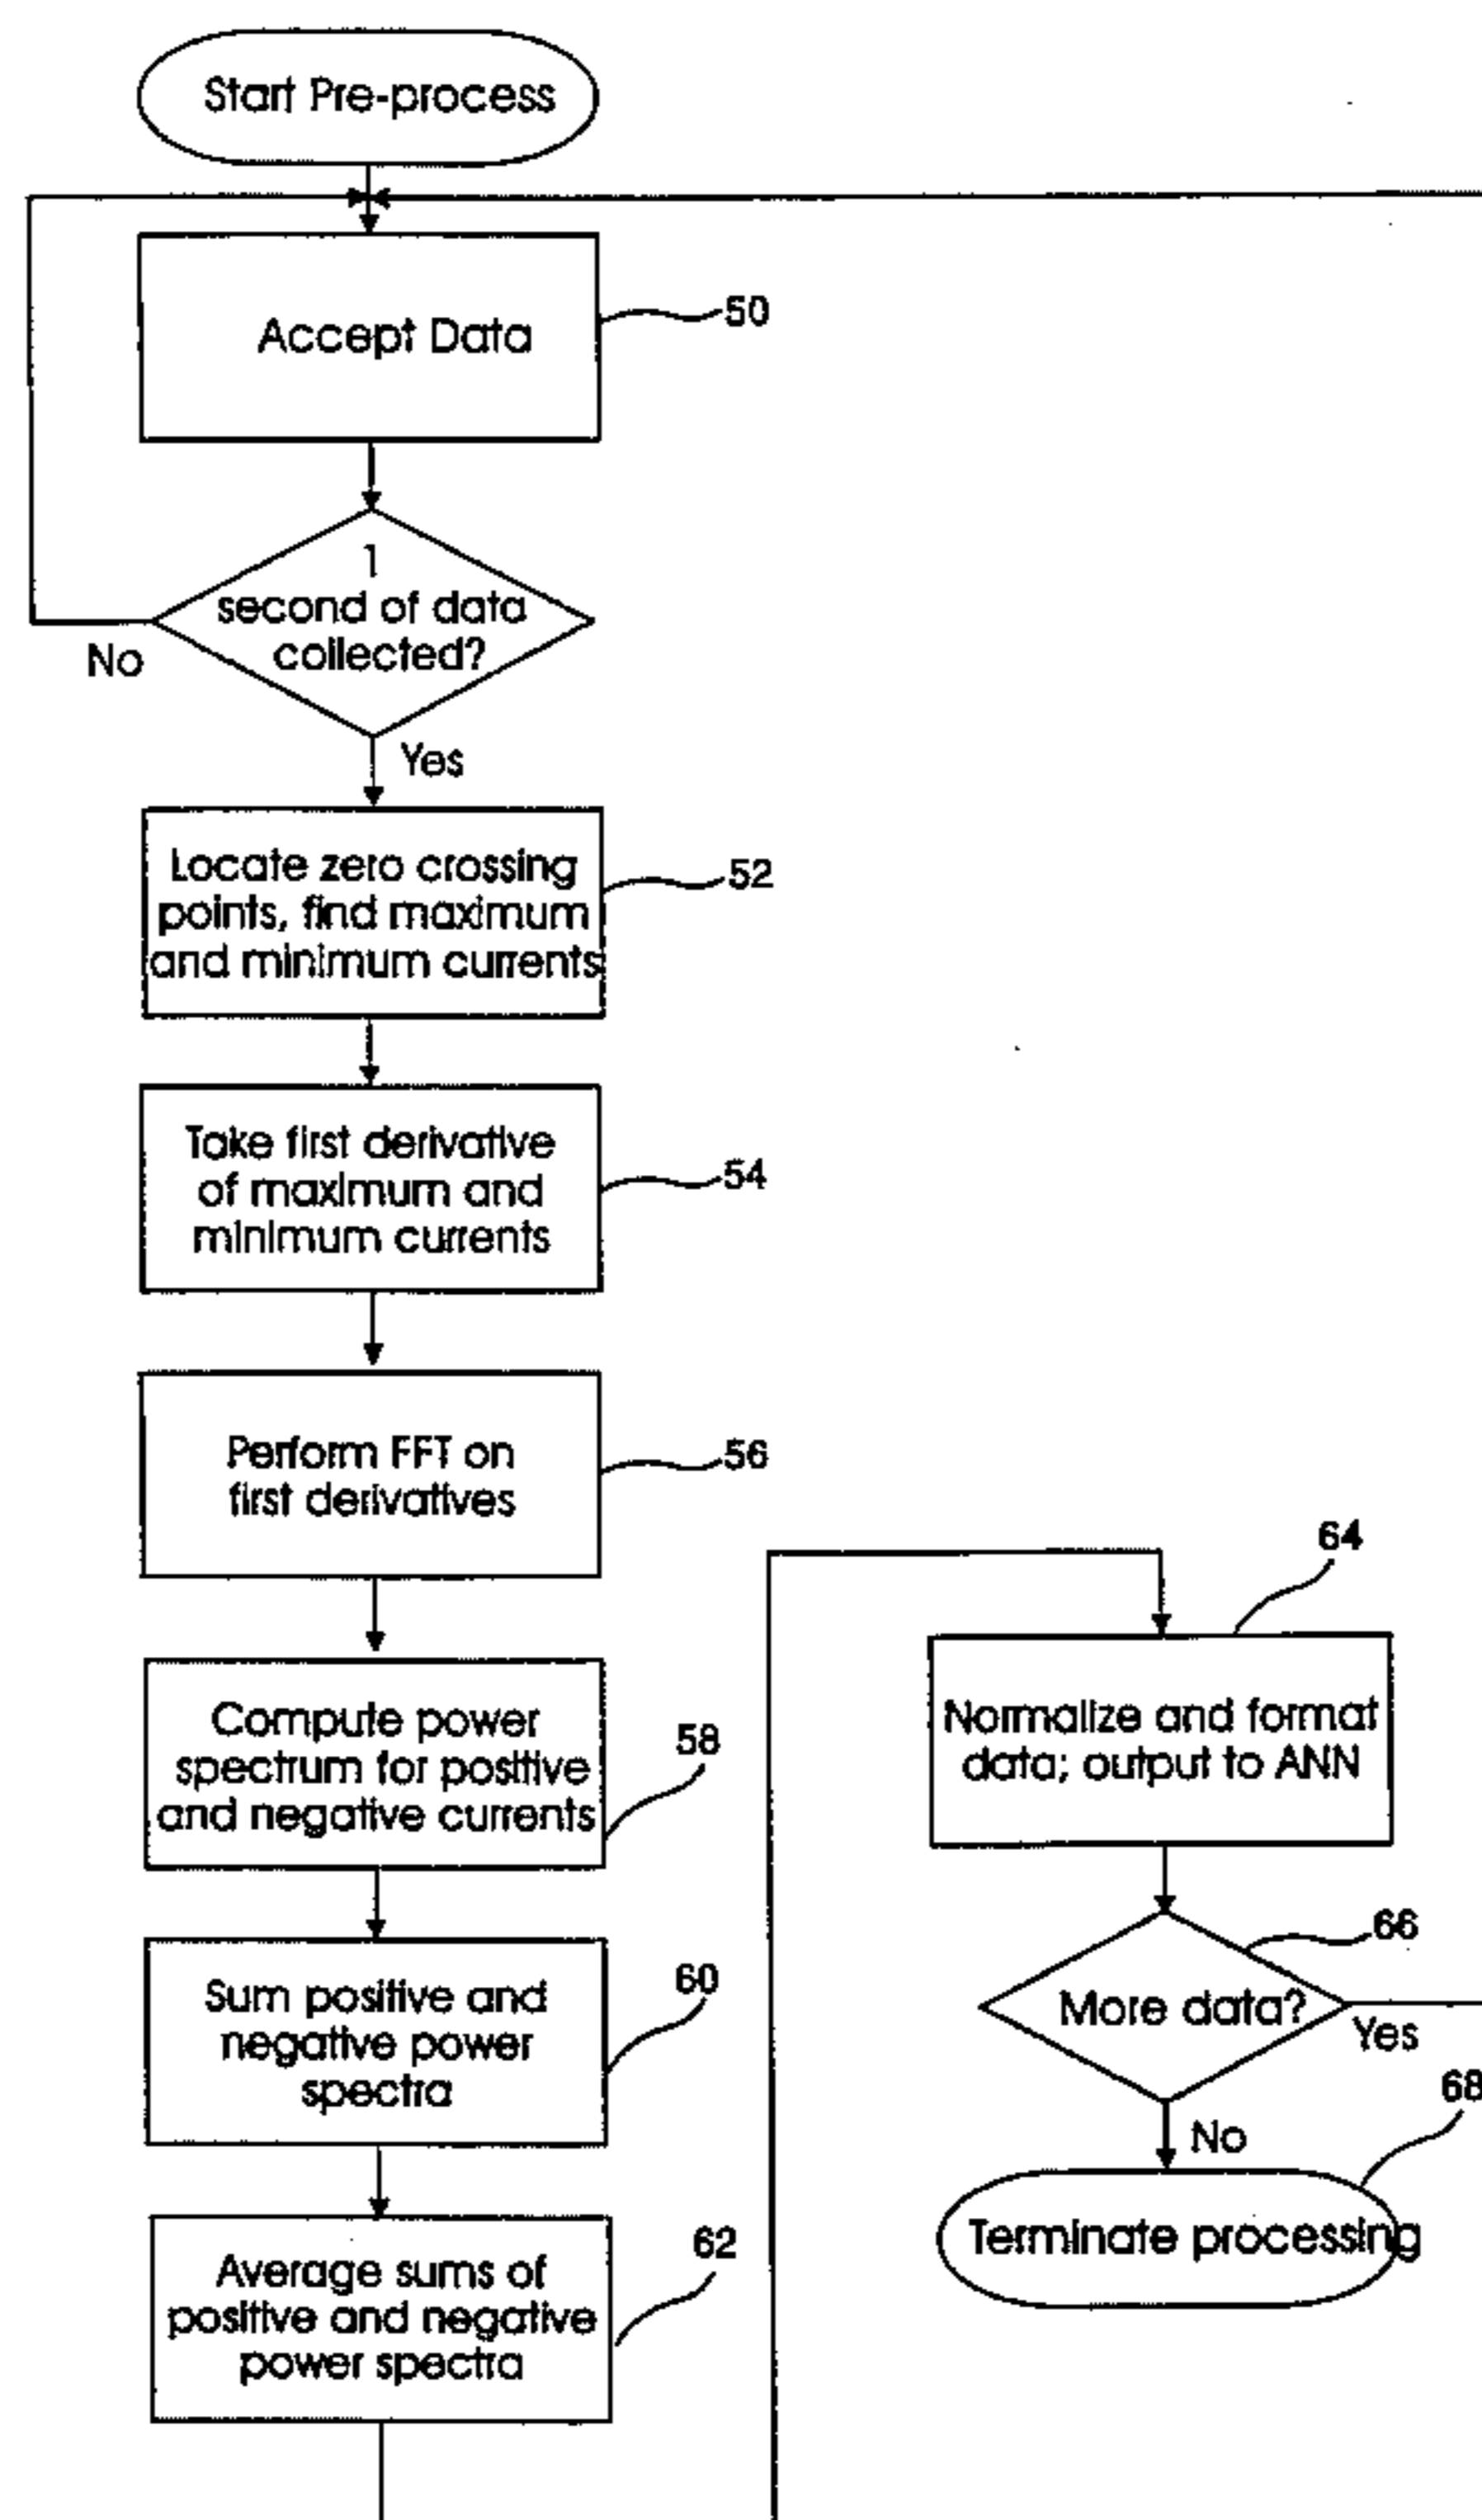 Start Pre-process
Accept Data
50
1
second of data
collected?
No
Yes
Locate zero crossing
points, find maximum
and minimum currents
52
Take first derivative
of maximum and
minimum currents
54
Perform FFT on
first derivatives
56
Compute power
spectrum for positive
and negative currents
58
Sum positive and
negative power
spectra
60
Average sums of
positive and negative
power spectra
62
64
Normalize and format
data; output to ANN
66
More data?
Yes
No
68
Terminate processing